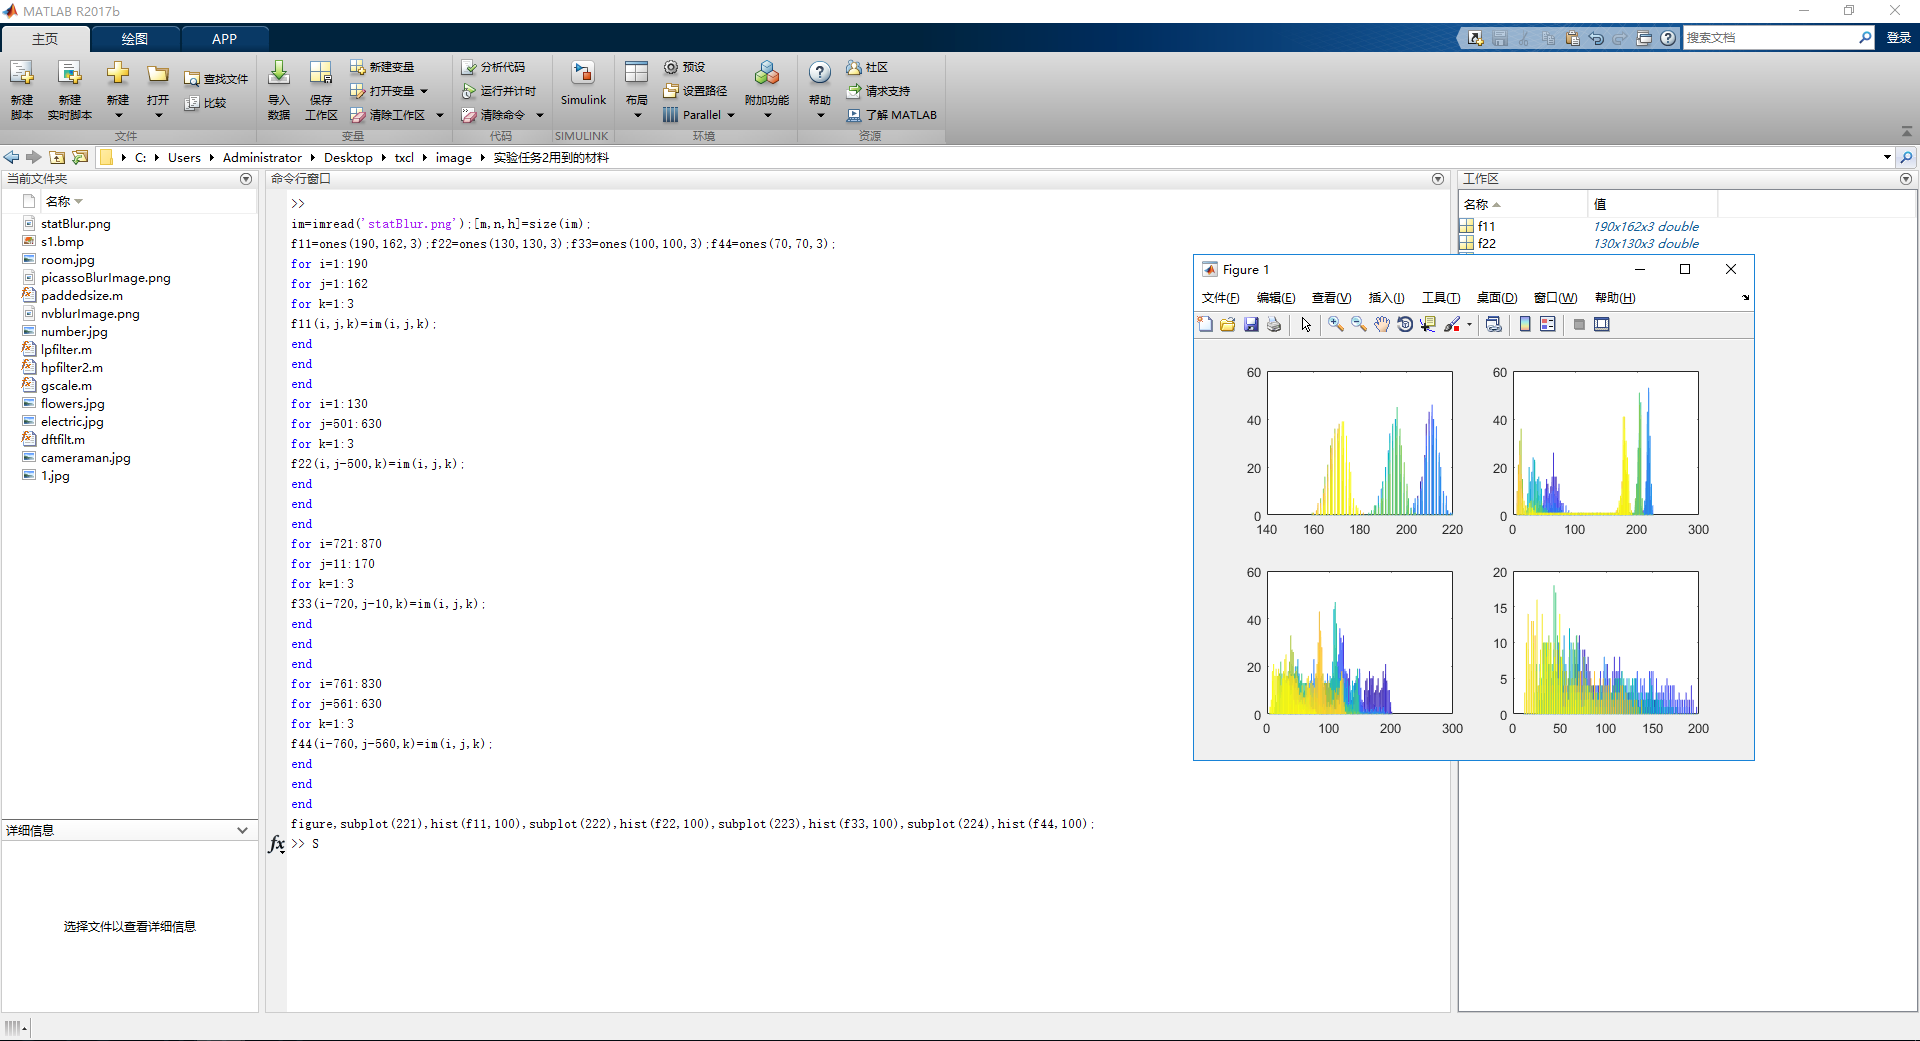 MATLAB R2017b
主页 绘图 APP
搜索文档 登录
新建 脚本
新建 实时脚本
新建
打开
查找文件
比较
文件
导入 数据
保存 工作区
新建变量
打开变量
清除工作区
变量
分析代码
运行并计时
清除命令
代码
Simulink
SIMULINK
布局
预设
设置路径
Parallel
附加功能
环境
帮助
社区
请求支持
了解 MATLAB
资源
C: Users Administrator Desktop txcl image 实验任务2用到的材料
当前文件夹
名称
statBlur.png
s1.bmp
room.jpg
picassoBlurImage.png
paddedsize.m
nvblurImage.png
number.jpg
lpfilter.m
hpfilter2.m
gscale.m
flowers.jpg
electric.jpg
dftfilt.m
cameraman.jpg
1.jpg
详细信息
选择文件以查看详细信息
命令行窗口
>>
im=imread('statBlur.png');[m,n,h]=size(im);
f11=ones(190,162,3);f22=ones(130,130,3);f33=ones(100,100,3);f44=ones(70,70,3);
for i=1:190
for j=1:162
for k=1:3
f11(i,j,k)=im(i,j,k);
end
end
end
for i=1:130
for j=501:630
for k=1:3
f22(i,j-500,k)=im(i,j,k);
end
end
end
for i=721:870
for j=11:170
for k=1:3
f33(i-720,j-10,k)=im(i,j,k);
end
end
end
for i=761:830
for j=561:630
for k=1:3
f44(i-760,j-560,k)=im(i,j,k);
end
end
end
figure,subplot(221),hist(f11,100),subplot(222),hist(f22,100),subplot(223),hist(f33,100),subplot(224),hist(f44,100);
fx >> S
工作区
名称 值
f11 190x162x3 double
f22 130x130x3 double
Figure 1
文件(F) 编辑(E) 查看(V) 插入(I) 工具(T) 桌面(D) 窗口(W) 帮助(H)
60
40
20
0
140 160 180 200 220
60
40
20
0
0 100 200 300
60
40
20
0
0 100 200 300
20
15
10
5
0
0 50 100 150 200